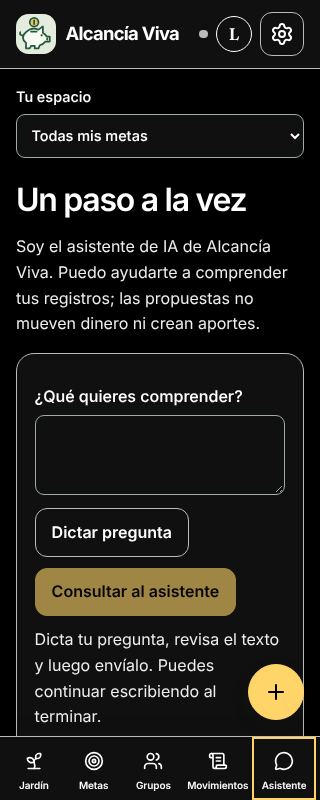 Alcancía Viva
L
Tu espacio
Todas mis metas
Un paso a la vez
Soy el asistente de IA de Alcancía
Viva. Puedo ayudarte a comprender
tus registros; las propuestas no
mueven dinero ni crean aportes.
¿Qué quieres comprender?
Dictar pregunta
Consultar al asistente
Dicta tu pregunta, revisa el texto
y luego envíalo. Puedes
continuar escribiendo al
terminar.
Jardín
Metas
Grupos
Movimientos
Asistente